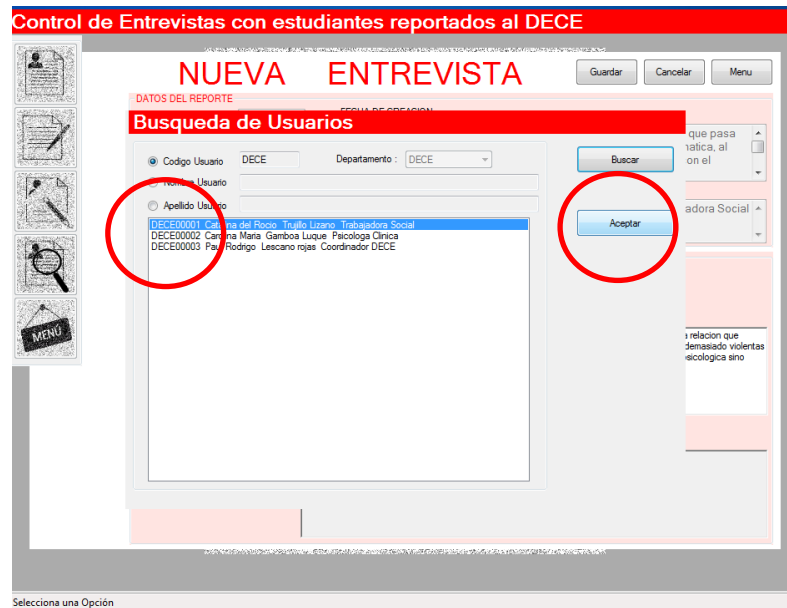 Control de Entrevistas con estudiantes reportados al DECE
NUEVA ENTREVISTA
Guardar Cancelar Menu
DATOS DEL REPORTE
FECHA DE CREACION
Busqueda de Usuarios
que pasa
on el
Codigo Usuario DECE Departamento : DECE Buscar
Nombre Usuario
Apellido Usuario
adora Social
Aceptar
DECE00001 Catarina del Rocio Trujillo Lizano Trabajadora Social
DECE00002 Carolina Maria Gamboa Luque Psicologa Clinica
DECE00003 Paul Rodrigo Lescano rojas Coordinador DECE
MENÚ
relacion que
demasiado violentas
sicologica sino
Selecciona una Opción